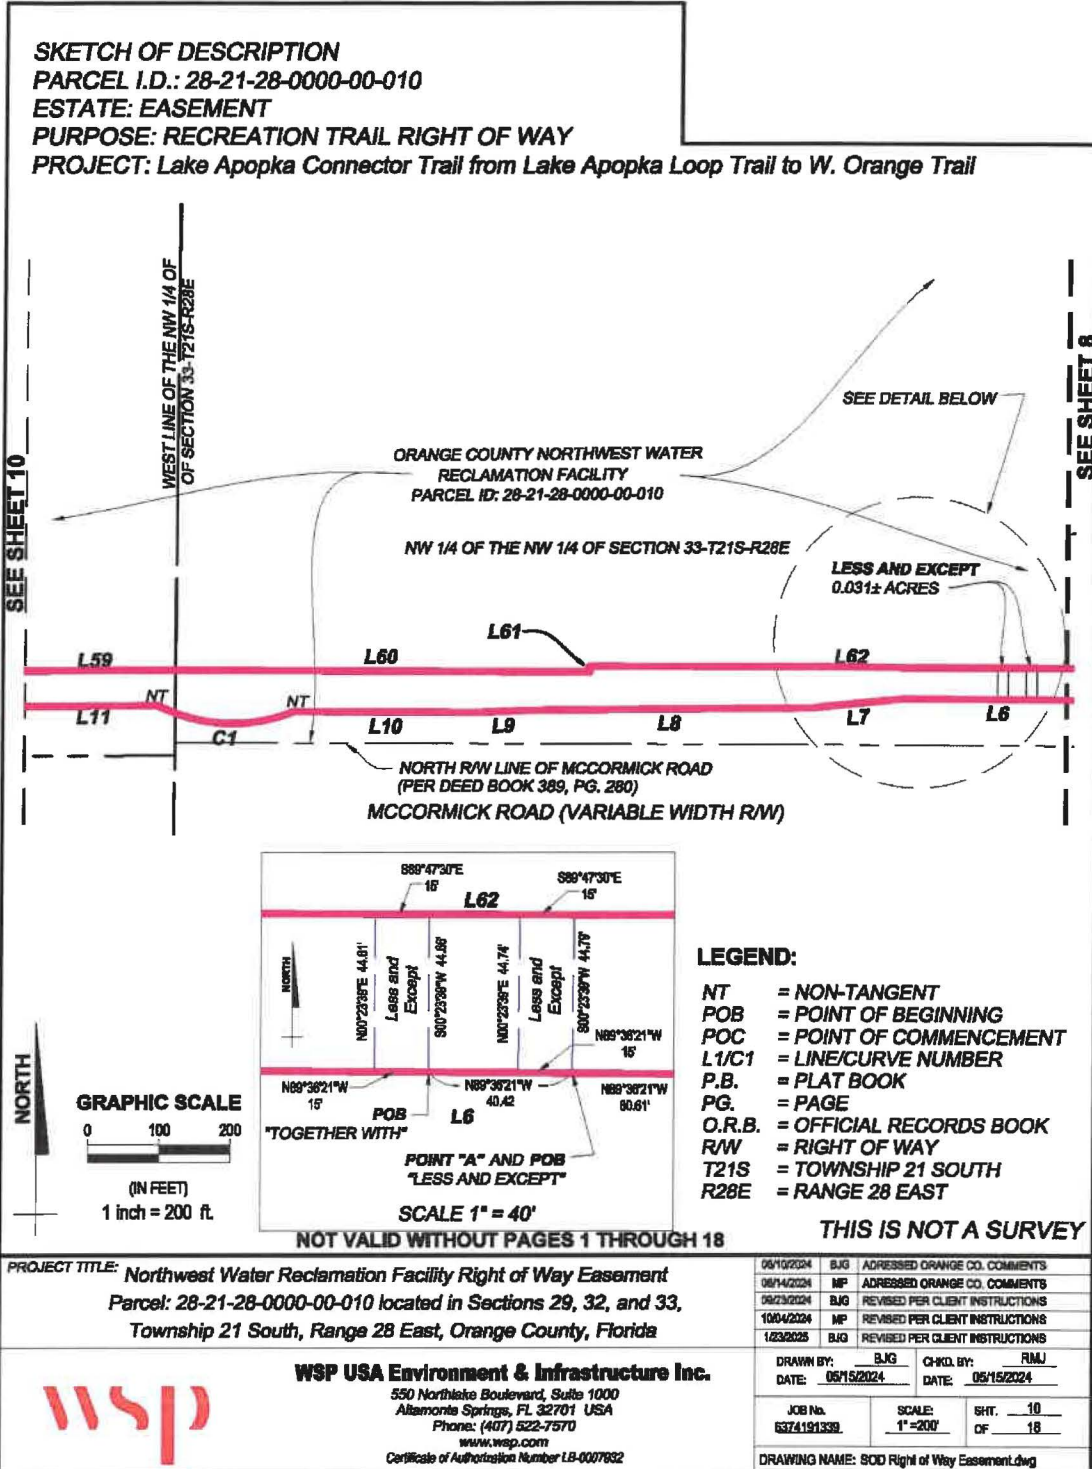 SKETCH OF DESCRIPTION
PARCEL I.D.: 28-21-28-0000-00-010
ESTATE: EASEMENT
PURPOSE: RECREATION TRAIL RIGHT OF WAY
PROJECT: Lake Apopka Connector Trail from Lake Apopka Loop Trail to W. Orange Trail
WEST LINE OF THE NW 1/4 OF
OF SECTION 33-T21S-R28E
SEE SHEET 10
SEE SHEET 8
SEE DETAIL BELOW
ORANGE COUNTY NORTHWEST WATER
RECLAMATION FACILITY
PARCEL ID: 28-21-28-0000-00-010
NW 1/4 OF THE NW 1/4 OF SECTION 33-T21S-R28E
LESS AND EXCEPT
0.031± ACRES
L61
L59
L60
L62
NT
NT
L11
C1
L10
L9
L8
L7
L6
NORTH R/W LINE OF MCCORMICK ROAD
(PER DEED BOOK 389, PG. 280)
MCCORMICK ROAD (VARIABLE WIDTH R/W)
S89°47'30"E
15'
S89°47'30"E
15'
L62
NORTH
N00°23'39"E 44.61'
Less and
Except
S00°23'39"W 44.66'
N00°23'39"E 44.74'
Less and
Except
S00°23'39"W 44.79'
N89°36'21"W
15'
N89°36'21"W
15'
N89°36'21"W
40.42
N89°36'21"W
60.61'
POB
"TOGETHER WITH"
L6
POINT "A" AND POB
"LESS AND EXCEPT"
SCALE 1" = 40'
NORTH
GRAPHIC SCALE
0 100 200
(IN FEET)
1 inch = 200 ft.
LEGEND:
NT = NON-TANGENT
POB = POINT OF BEGINNING
POC = POINT OF COMMENCEMENT
L1/C1 = LINE/CURVE NUMBER
P.B. = PLAT BOOK
PG. = PAGE
O.R.B. = OFFICIAL RECORDS BOOK
R/W = RIGHT OF WAY
T21S = TOWNSHIP 21 SOUTH
R28E = RANGE 28 EAST
THIS IS NOT A SURVEY
NOT VALID WITHOUT PAGES 1 THROUGH 18
PROJECT TITLE: Northwest Water Reclamation Facility Right of Way Easement
Parcel: 28-21-28-0000-00-010 located in Sections 29, 32, and 33,
Township 21 South, Range 28 East, Orange County, Florida
BJG ADRESSED ORANGE CO. COMMENTS
MP ADRESSED ORANGE CO. COMMENTS
BJG REVISED PER CLIENT INSTRUCTIONS
10/04/2024 MP REVISED PER CLIENT INSTRUCTIONS
1/23/2025 BJG REVISED PER CLIENT INSTRUCTIONS
wsp
WSP USA Environment & Infrastructure Inc.
550 Northlake Boulevard, Suite 1000
Altamonte Springs, FL 32701 USA
Phone: (407) 522-7570
www.wsp.com
Certificate of Authorization Number LB-0007932
DRAWN BY: BJG
DATE: 05/15/2024
CHKD. BY: RMJ
DATE: 05/15/2024
JOB No.
6374191339
SCALE:
1"=200'
SHT. 10
OF 18
DRAWING NAME: SOD Right of Way Easement.dwg